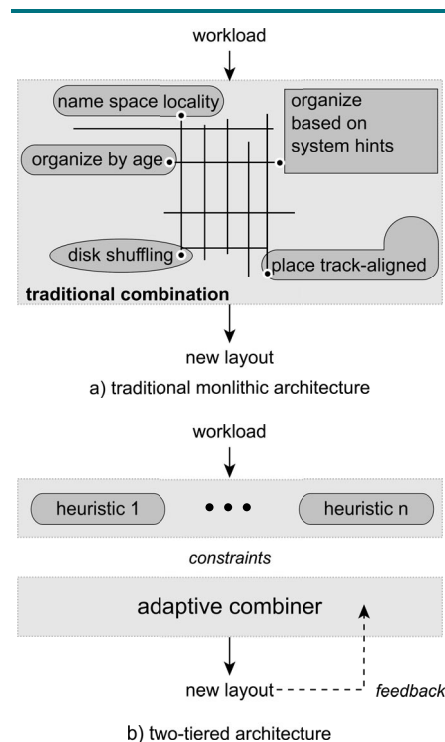 workload
name space locality
organize
based on
system hints
organize by age
disk shuffling
place track-aligned
traditional combination
new layout
a) traditional monlithic architecture
workload
heuristic 1
heuristic n
constraints
adaptive combiner
new layout
feedback
b) two-tiered architecture